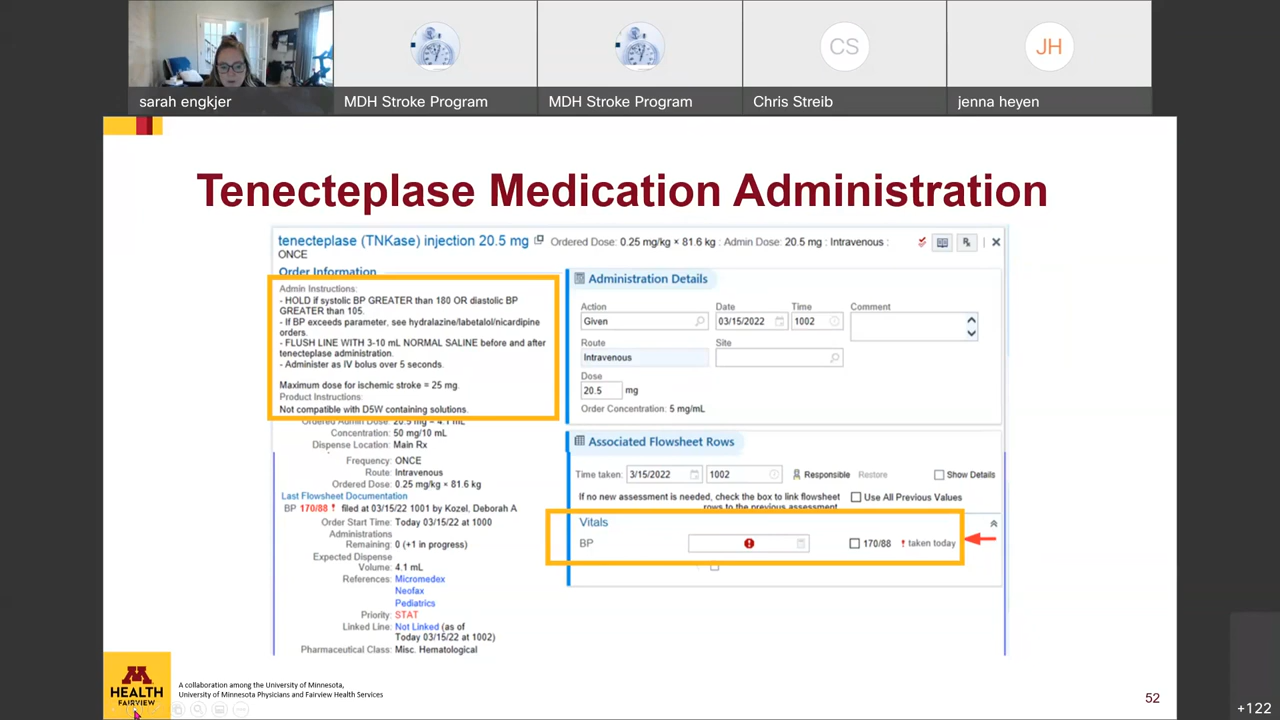 sarah engkjer
MDH Stroke Program
MDH Stroke Program
CS
Chris Streib
JH
jenna heyen
Tenecteplase Medication Administration
tenecteplase (TNKase) injection 20.5 mg Ordered Dose: 0.25 mg/kg × 81.6 kg : Admin Dose: 20.5 mg : Intravenous :
ONCE
Order Information
Admin Instructions:
- HOLD if systolic BP GREATER than 180 OR diastolic BP
GREATER than 105.
- If BP exceeds parameter, see hydralazine/labetalol/nicardipine
orders.
- FLUSH LINE WITH 3-10 mL NORMAL SALINE before and after
tenecteplase administration.
- Administer as IV bolus over 5 seconds.
Maximum dose for ischemic stroke = 25 mg.
Product Instructions:
Not compatible with D5W containing solutions.
Ordered Admin Dose: 20.5 mg = 4.1 mL
Concentration: 50 mg/10 mL
Dispense Location: Main Rx
Frequency: ONCE
Route: Intravenous
Ordered Dose: 0.25 mg/kg × 81.6 kg
Last Flowsheet Documentation
BP 170/88 ! filed at 03/15/22 1001 by Kozel, Deborah A
Order Start Time: Today 03/15/22 at 1000
Administrations
Remaining: 0 (+1 in progress)
Expected Dispense
Volume: 4.1 mL
References: Micromedex
Neofax
Pediatrics
Priority: STAT
Linked Line: Not Linked (as of
Today 03/15/22 at 1002)
Pharmaceutical Class: Misc. Hematological
Administration Details
Action Date Time Comment
Given 03/15/2022 1002
Route Site
Intravenous
Dose
20.5 mg
Order Concentration: 5 mg/mL
Associated Flowsheet Rows
Time taken: 3/15/2022 1002 Responsible Restore Show Details
If no new assessment is needed, check the box to link flowsheet Use All Previous Values
rows to the previous assessment.
Vitals
BP 170/88 ! taken today
M
HEALTH
FAIRVIEW
A collaboration among the University of Minnesota,
University of Minnesota Physicians and Fairview Health Services
52
+122